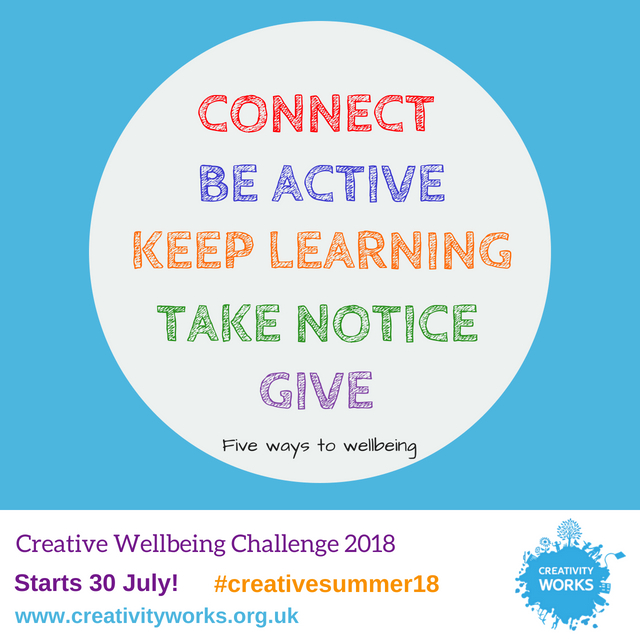 CONNECT
BE ACTIVE
KEEP LEARNING
TAKE NOTICE
GIVE
Five ways to wellbeing
Creative Wellbeing Challenge 2018
Starts 30 July! #creativesummer18
www.creativityworks.org.uk
CREATIVITY
WORKS